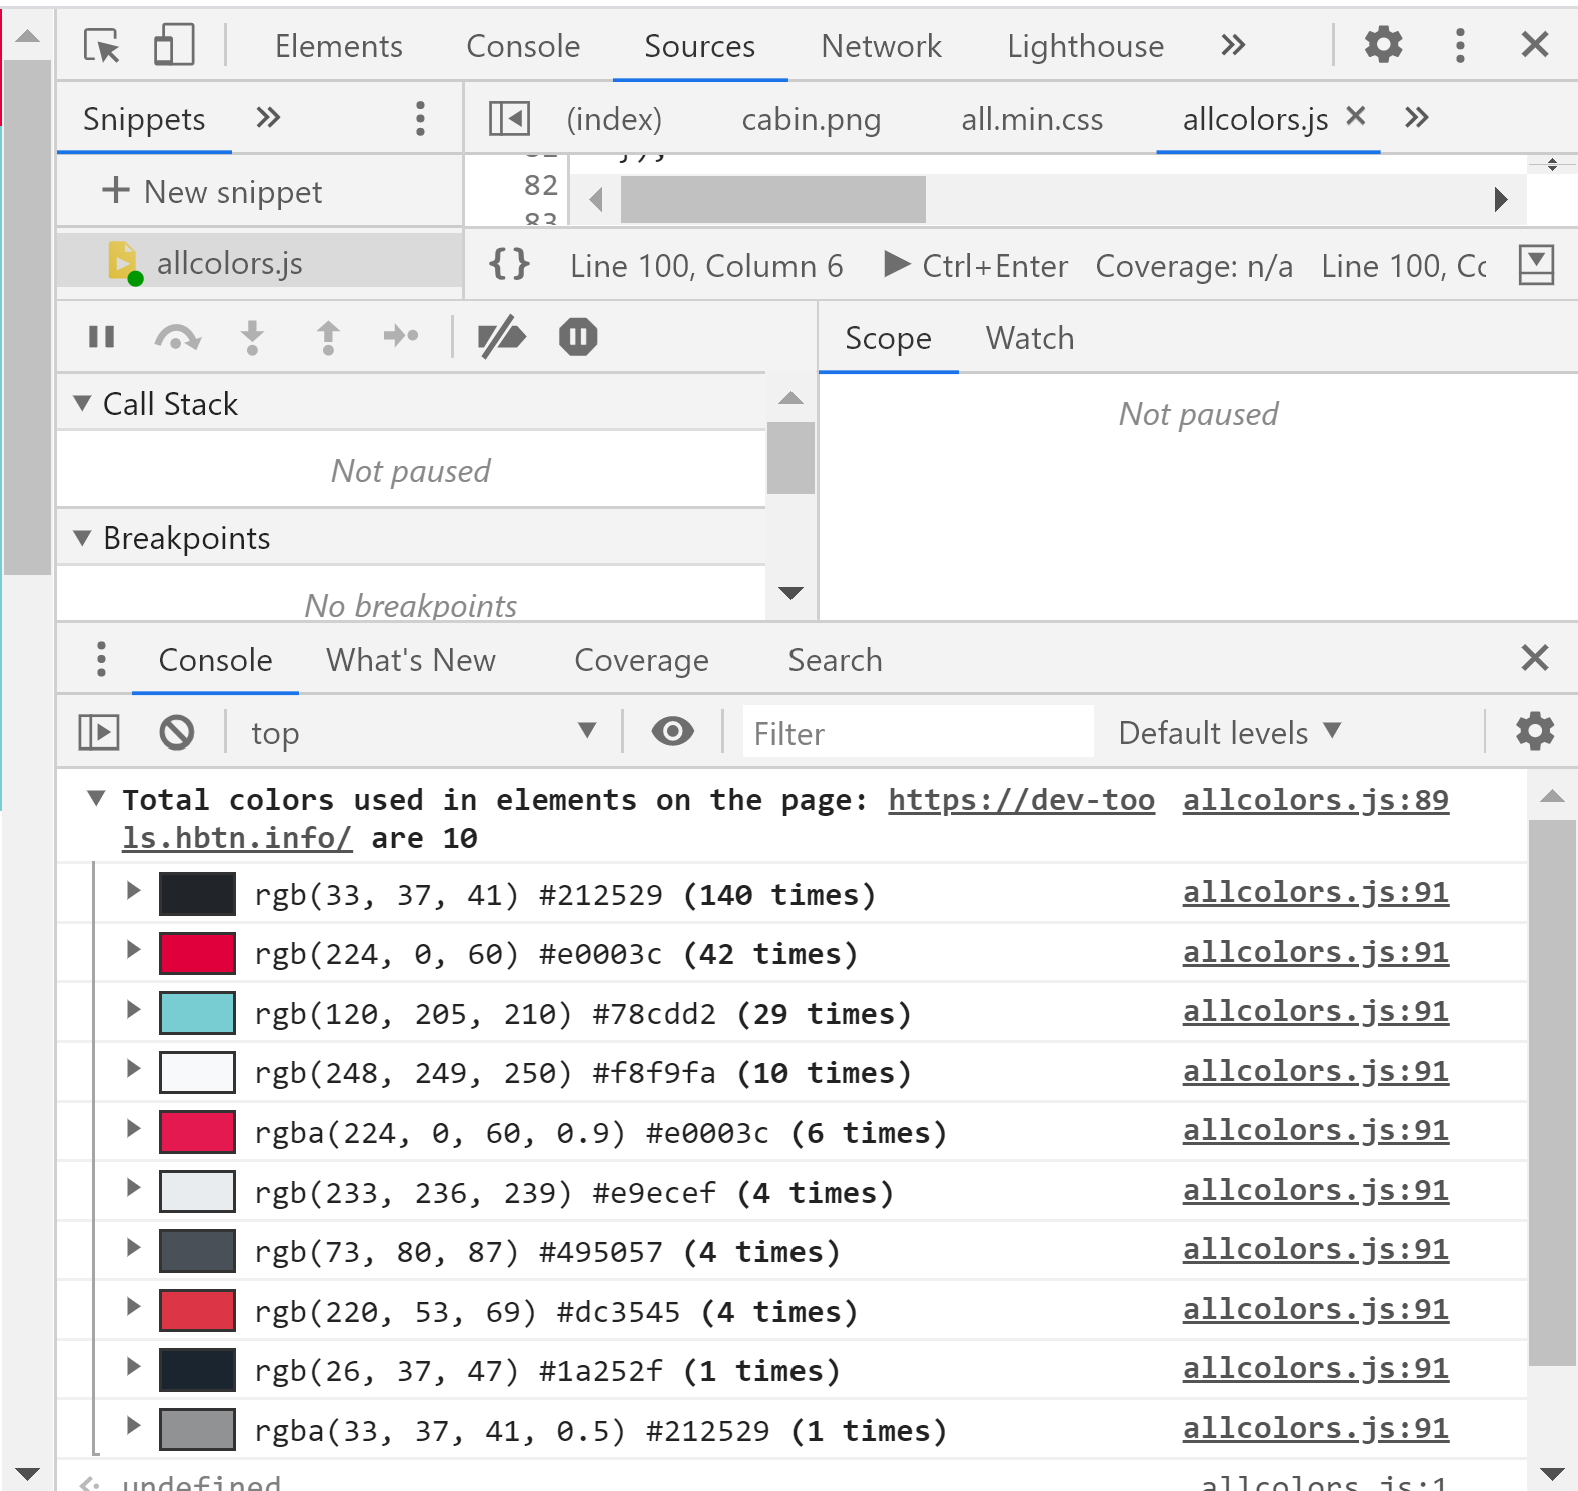 Elements Console Sources Network Lighthouse
Snippets (index) cabin.png all.min.css allcolors.js
New snippet
82
allcolors.js
{} Line 100, Column 6 Ctrl+Enter Coverage: n/a Line 100, Cc
Scope Watch
Call Stack
Not paused
Not paused
Breakpoints
No breakpoints
Console What's New Coverage Search
top Filter Default levels
Total colors used in elements on the page: https://dev-too allcolors.js:89
ls.hbtn.info/ are 10
rgb(33, 37, 41) #212529 (140 times) allcolors.js:91
rgb(224, 0, 60) #e0003c (42 times) allcolors.js:91
rgb(120, 205, 210) #78cdd2 (29 times) allcolors.js:91
rgb(248, 249, 250) #f8f9fa (10 times) allcolors.js:91
rgba(224, 0, 60, 0.9) #e0003c (6 times) allcolors.js:91
rgb(233, 236, 239) #e9ecef (4 times) allcolors.js:91
rgb(73, 80, 87) #495057 (4 times) allcolors.js:91
rgb(220, 53, 69) #dc3545 (4 times) allcolors.js:91
rgb(26, 37, 47) #1a252f (1 times) allcolors.js:91
rgba(33, 37, 41, 0.5) #212529 (1 times) allcolors.js:91
undefined allcolors.js:1